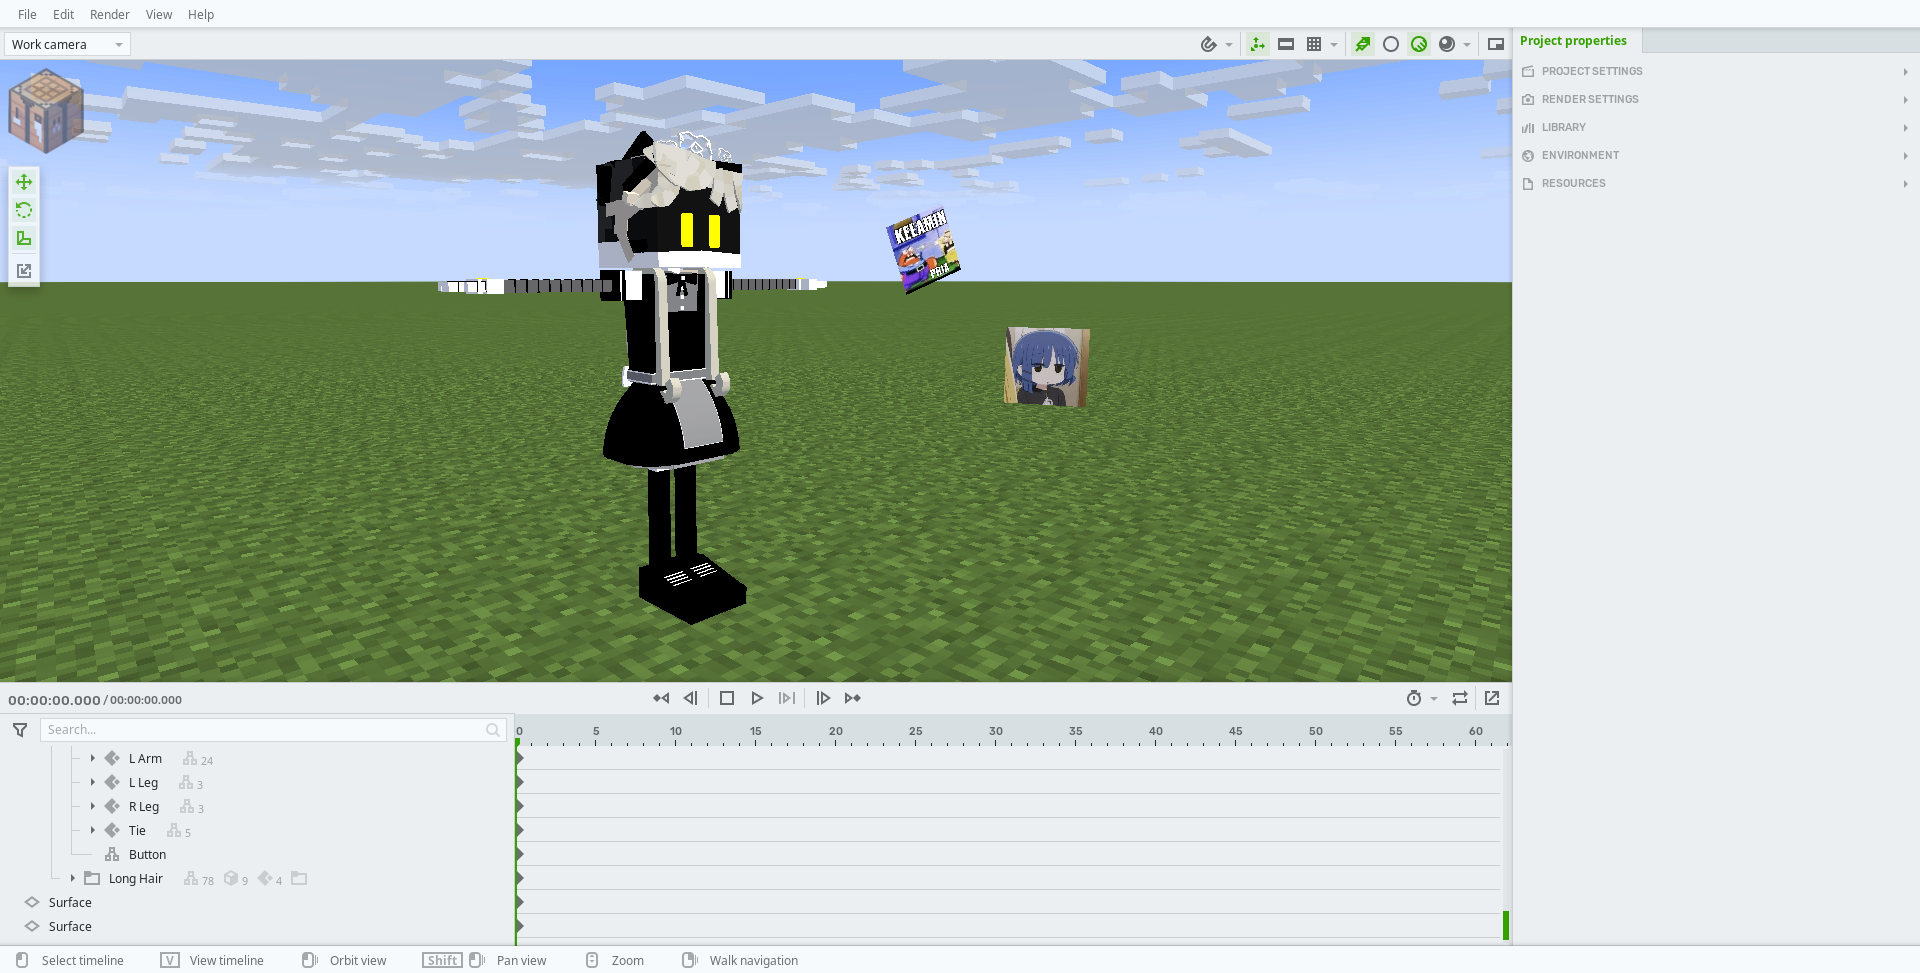 File Edit Render View Help
Work camera
Project properties
PROJECT SETTINGS
RENDER SETTINGS
LIBRARY
ENVIRONMENT
RESOURCES
KELAMIN
PRIA
00:00:00.000 / 00:00:00.000
Search...
0 5 10 15 20 25 30 35 40 45 50 55 60
L Arm 24
L Leg 3
R Leg 3
Tie 5
Button
Long Hair 78 9 4
Surface
Surface
Select timeline V View timeline Orbit view Shift Pan view Zoom Walk navigation